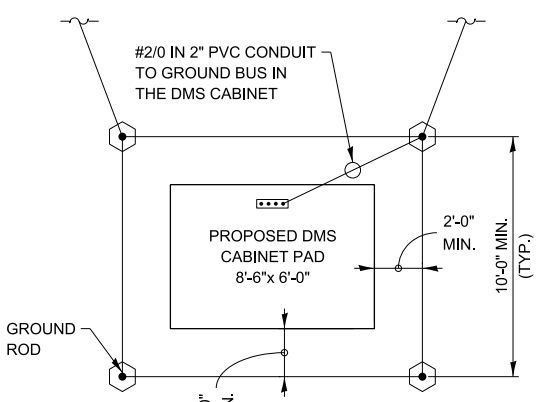 #2/0 IN 2" PVC CONDUIT
TO GROUND BUS IN
THE DMS CABINET
PROPOSED DMS
CABINET PAD
8'-6"x 6'-0"
2'-0"
MIN.
10'-0" MIN.
(TYP.)
GROUND
ROD